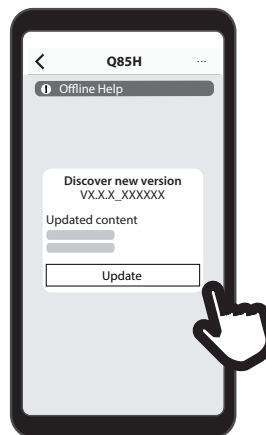 Q85H ...
Offline Help
Discover new version
VX.X.X_XXXXXX
Updated content
Update